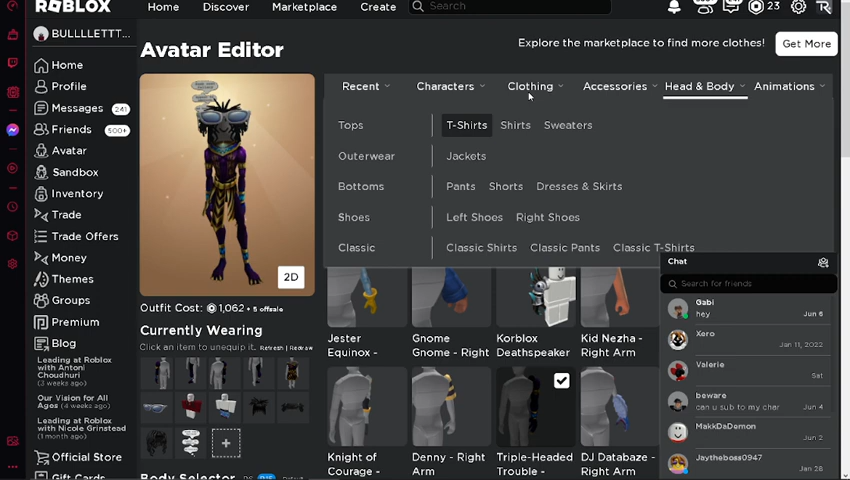 ROBLOX Home Discover Marketplace Create Search 23
BULLLLETTT...
Home
Profile
Messages 241
Friends 500+
Avatar
Sandbox
Inventory
Trade
Trade Offers
Money
Themes
Groups
Premium
Blog
Leading at Roblox
with Antoni
Choudhuri
(3 weeks ago)
Our Vision for All
Ages (4 weeks ago)
Leading at Roblox
with Nicole Grinstead
(1 month ago)
Official Store
Gift Cards
Avatar Editor
Explore the marketplace to find more clothes! Get More
2D
Outfit Cost: 1,062 + 5 offsale
Currently Wearing
Click an item to unequip it. Refresh | Redraw
Body Selector
Recent Characters Clothing Accessories Head & Body Animations
Tops T-Shirts Shirts Sweaters
Outerwear Jackets
Bottoms Pants Shorts Dresses & Skirts
Shoes Left Shoes Right Shoes
Classic Classic Shirts Classic Pants Classic T-Shirts
Jester
Equinox -
Gnome
Gnome - Right
Korblox
Deathspeaker
Kid Nezha -
Right Arm
Knight of
Courage -
Denny - Right
Arm
Triple-Headed
Trouble -
DJ Databaze -
Right Arm
Chat
Search for friends
Gabi
hey Jun 6
Xero
Jan 11, 2022
Valerie
Sat
beware
can u sub to my char Jun 4
MakkDaDemon
Jun 2
Jaytheboss0947
Jan 28